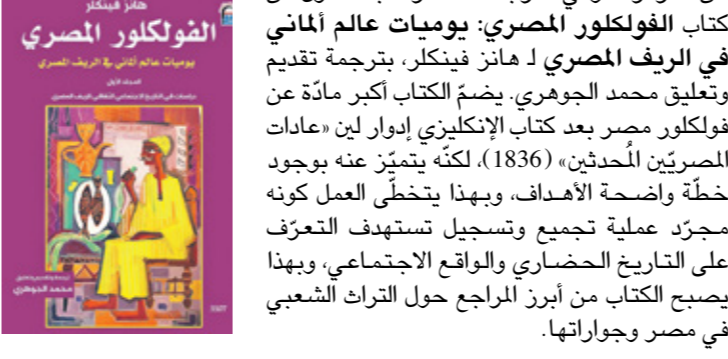 كتاب الفولكلور المصري: يوميات عالم ألماني
في الريف المصري لـ هانز فينكلر، بترجمة تقديم
وتعليق محمد الجوهري. يضمّ الكتاب أكبر مادّة عن
فولكلور مصر بعد كتاب الإنكليزي إدوار لين «عادات
المصريّين المُحدثين» (1836)، لكنّه يتميّز عنه بوجود
خطّة واضحة الأهداف، وبهذا يتخطّى العمل كونه
مجرّد عملية تجميع وتسجيل تستهدف التعرّف
على التاريخ الحضاري والواقع الاجتماعي، وبهذا
يصبح الكتاب من أبرز المراجع حول التراث الشعبي
في مصر وجواراتها.
هانز فينكلر
الفولكلور المصري
يوميات عالم ألماني في الريف المصري
المجلد الأول
دراسات في التاريخ الاجتماعي الثقافي للريف المصري
محمد الجوهري